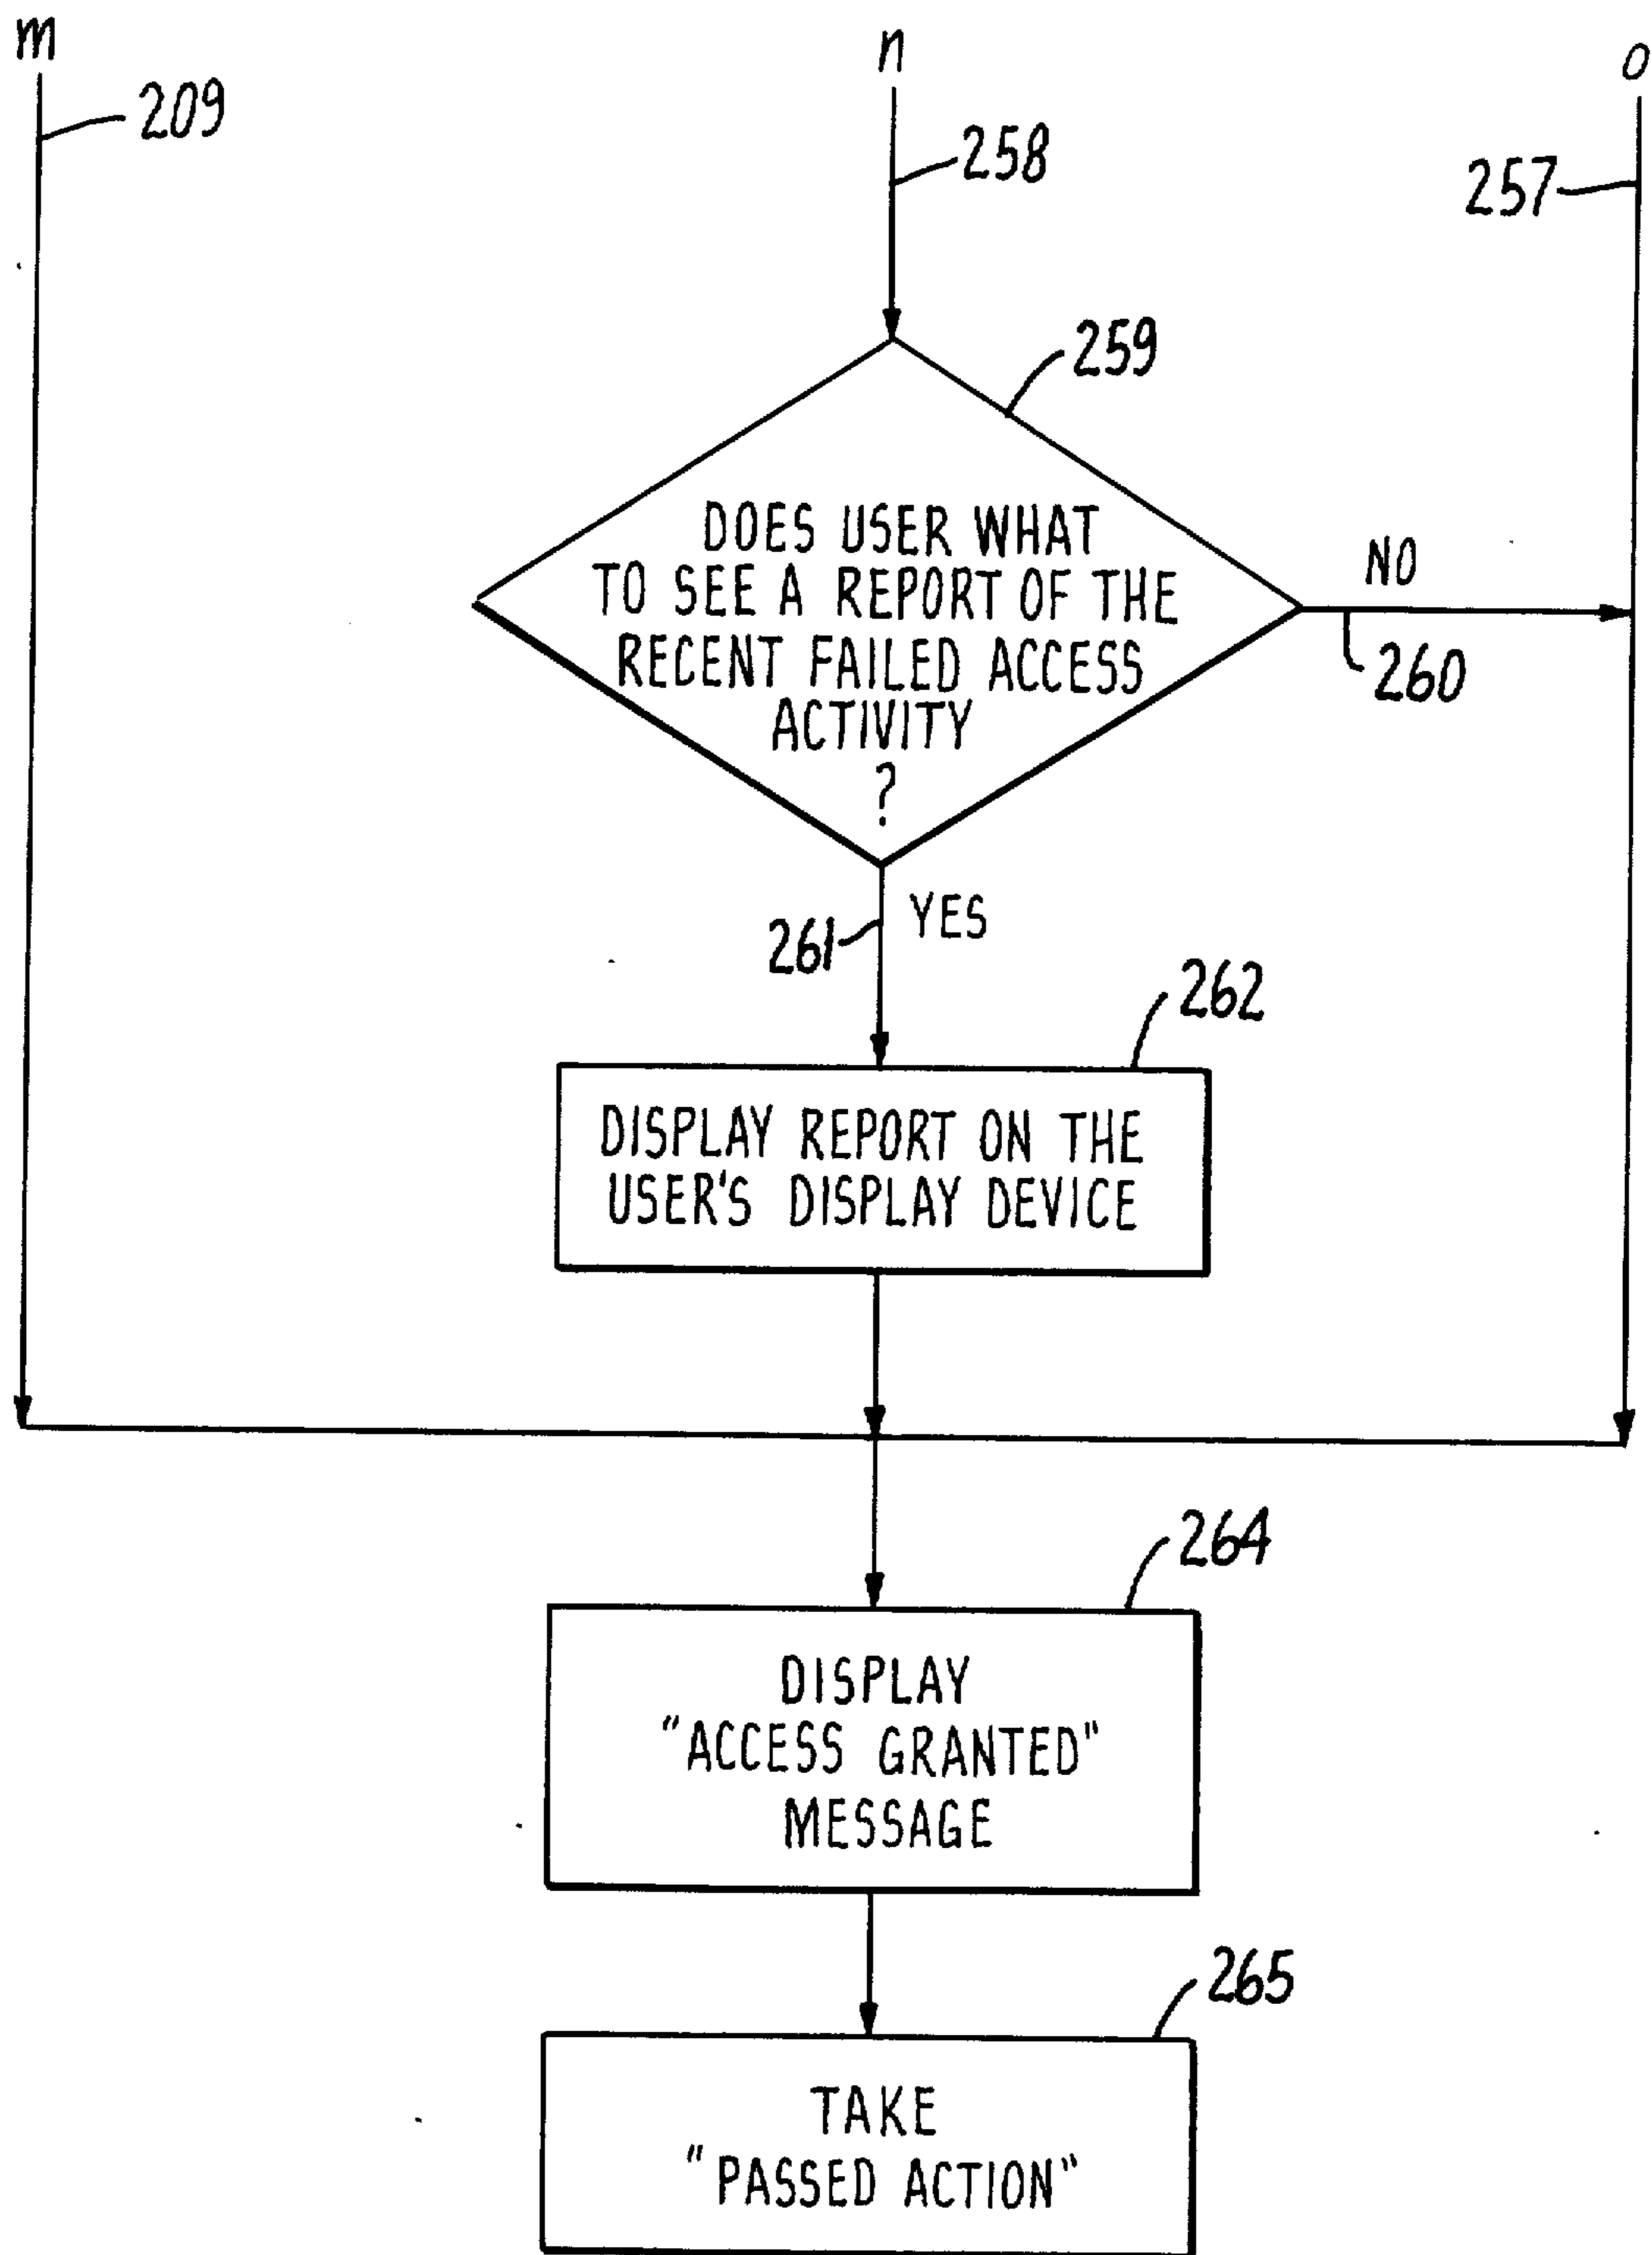 m
n
o
209
258
257
259
DOES USER WHAT
TO SEE A REPORT OF THE
RECENT FAILED ACCESS
ACTIVITY
?
NO
260
YES
261
262
DISPLAY REPORT ON THE
USER'S DISPLAY DEVICE
264
DISPLAY
"ACCESS GRANTED"
MESSAGE
265
TAKE
"PASSED ACTION"